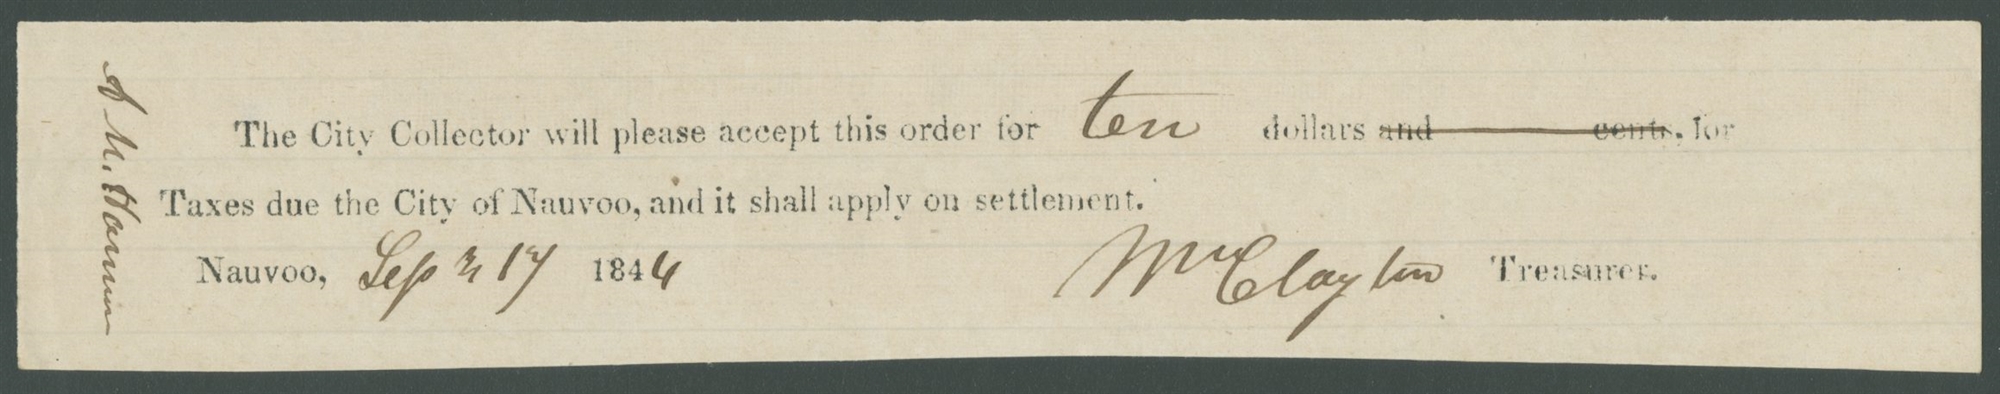 The City Collector will please accept this order for ten dollars and cents, for
Taxes due the City of Nauvoo, and it shall apply on settlement.
Nauvoo, Sept 17 1844 Wm Clayton Treasurer.